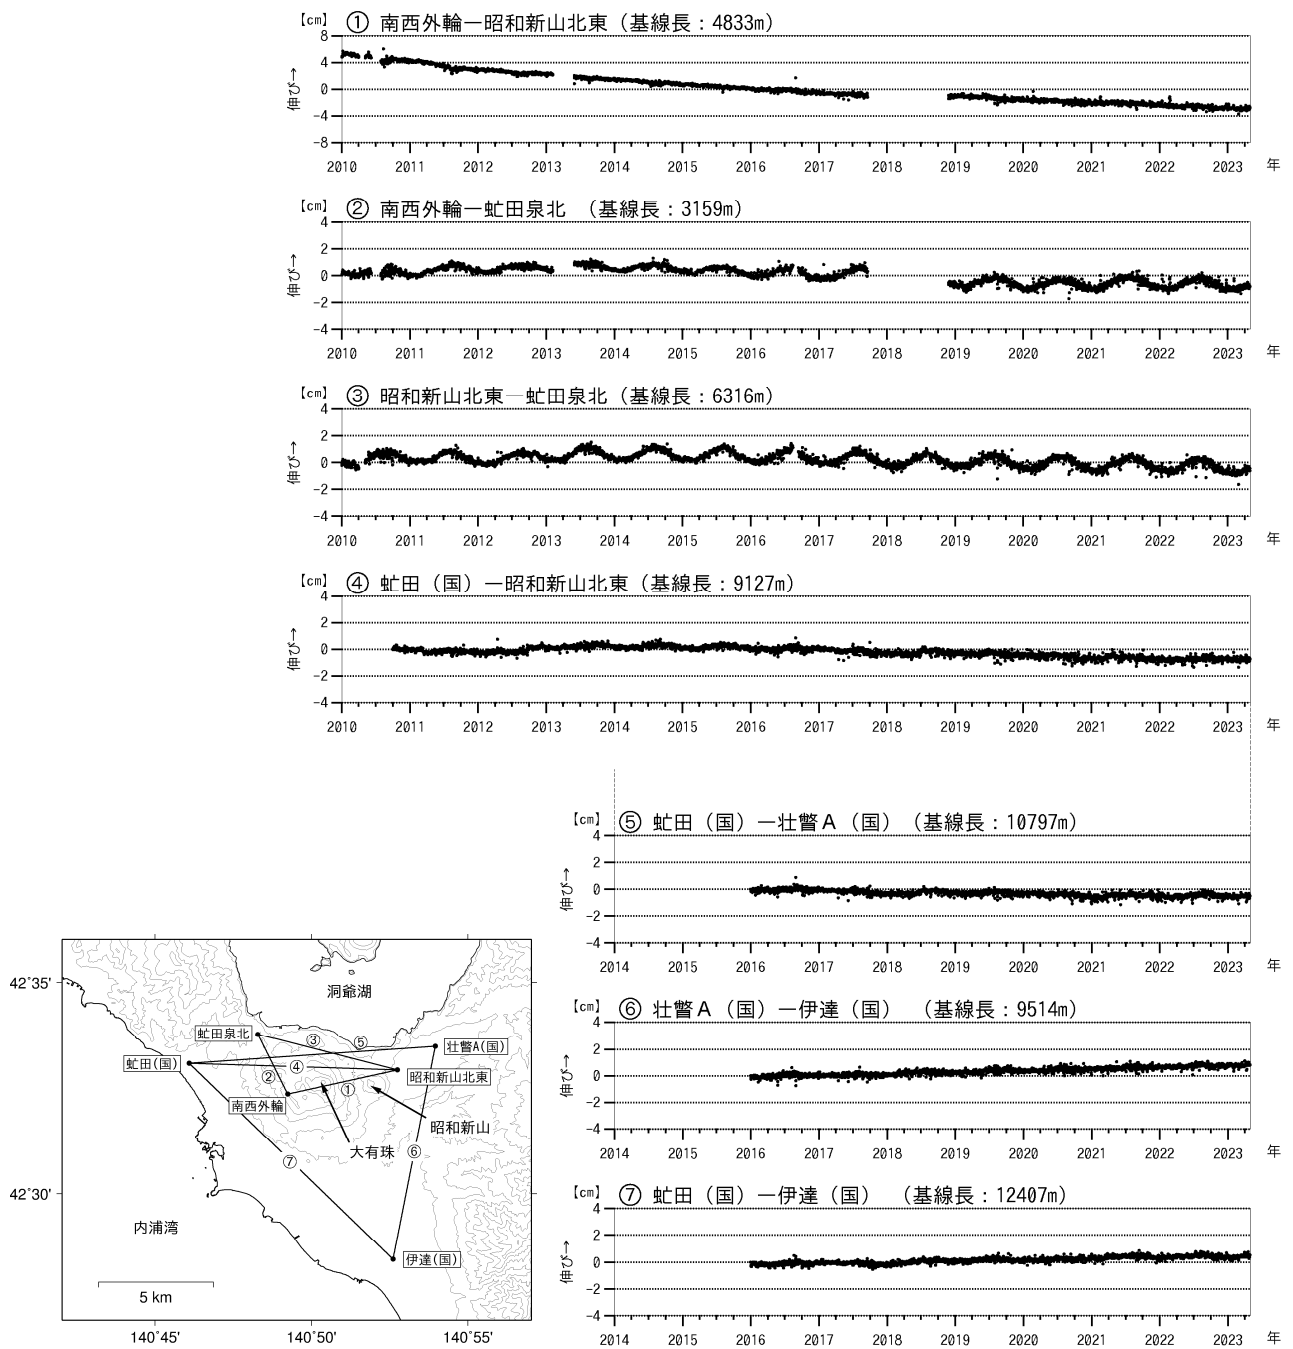 [cm] ① 南西外輪―昭和新山北東（基線長：4833m）
8
4
0
-4
-8
伸び→
2010 2011 2012 2013 2014 2015 2016 2017 2018 2019 2020 2021 2022 2023 年
[cm] ② 南西外輪―虻田泉北 （基線長：3159m）
4
2
0
-2
-4
伸び→
2010 2011 2012 2013 2014 2015 2016 2017 2018 2019 2020 2021 2022 2023 年
[cm] ③ 昭和新山北東―虻田泉北（基線長：6316m）
4
2
0
-2
-4
伸び→
2010 2011 2012 2013 2014 2015 2016 2017 2018 2019 2020 2021 2022 2023 年
[cm] ④ 虻田（国）―昭和新山北東（基線長：9127m）
4
2
0
-2
-4
伸び→
2010 2011 2012 2013 2014 2015 2016 2017 2018 2019 2020 2021 2022 2023 年
[cm] ⑤ 虻田（国）―壮瞥A（国）（基線長：10797m）
4
2
0
-2
-4
伸び→
2014 2015 2016 2017 2018 2019 2020 2021 2022 2023 年
[cm] ⑥ 壮瞥A（国）―伊達（国） （基線長：9514m）
4
2
0
-2
-4
伸び→
2014 2015 2016 2017 2018 2019 2020 2021 2022 2023 年
[cm] ⑦ 虻田（国）―伊達（国） （基線長：12407m）
4
2
0
-2
-4
伸び→
2014 2015 2016 2017 2018 2019 2020 2021 2022 2023 年
42°35'
洞爺湖
虻田泉北
③
⑤
壮瞥A(国)
虻田(国)
④
②
昭和新山北東
①
南西外輪
昭和新山
大有珠
⑥
⑦
42°30'
内浦湾
伊達(国)
5 km
140°45' 140°50' 140°55'